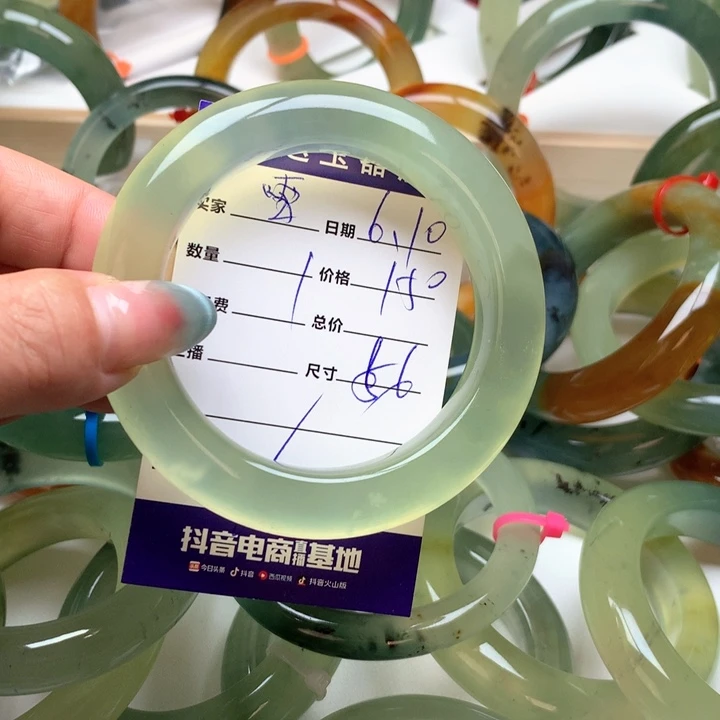 买家 日期 6.10
数量 1 价格 150
费 总价
播 尺寸 56
抖音电商直播基地
今日头条 抖音 西瓜视频 抖音火山版